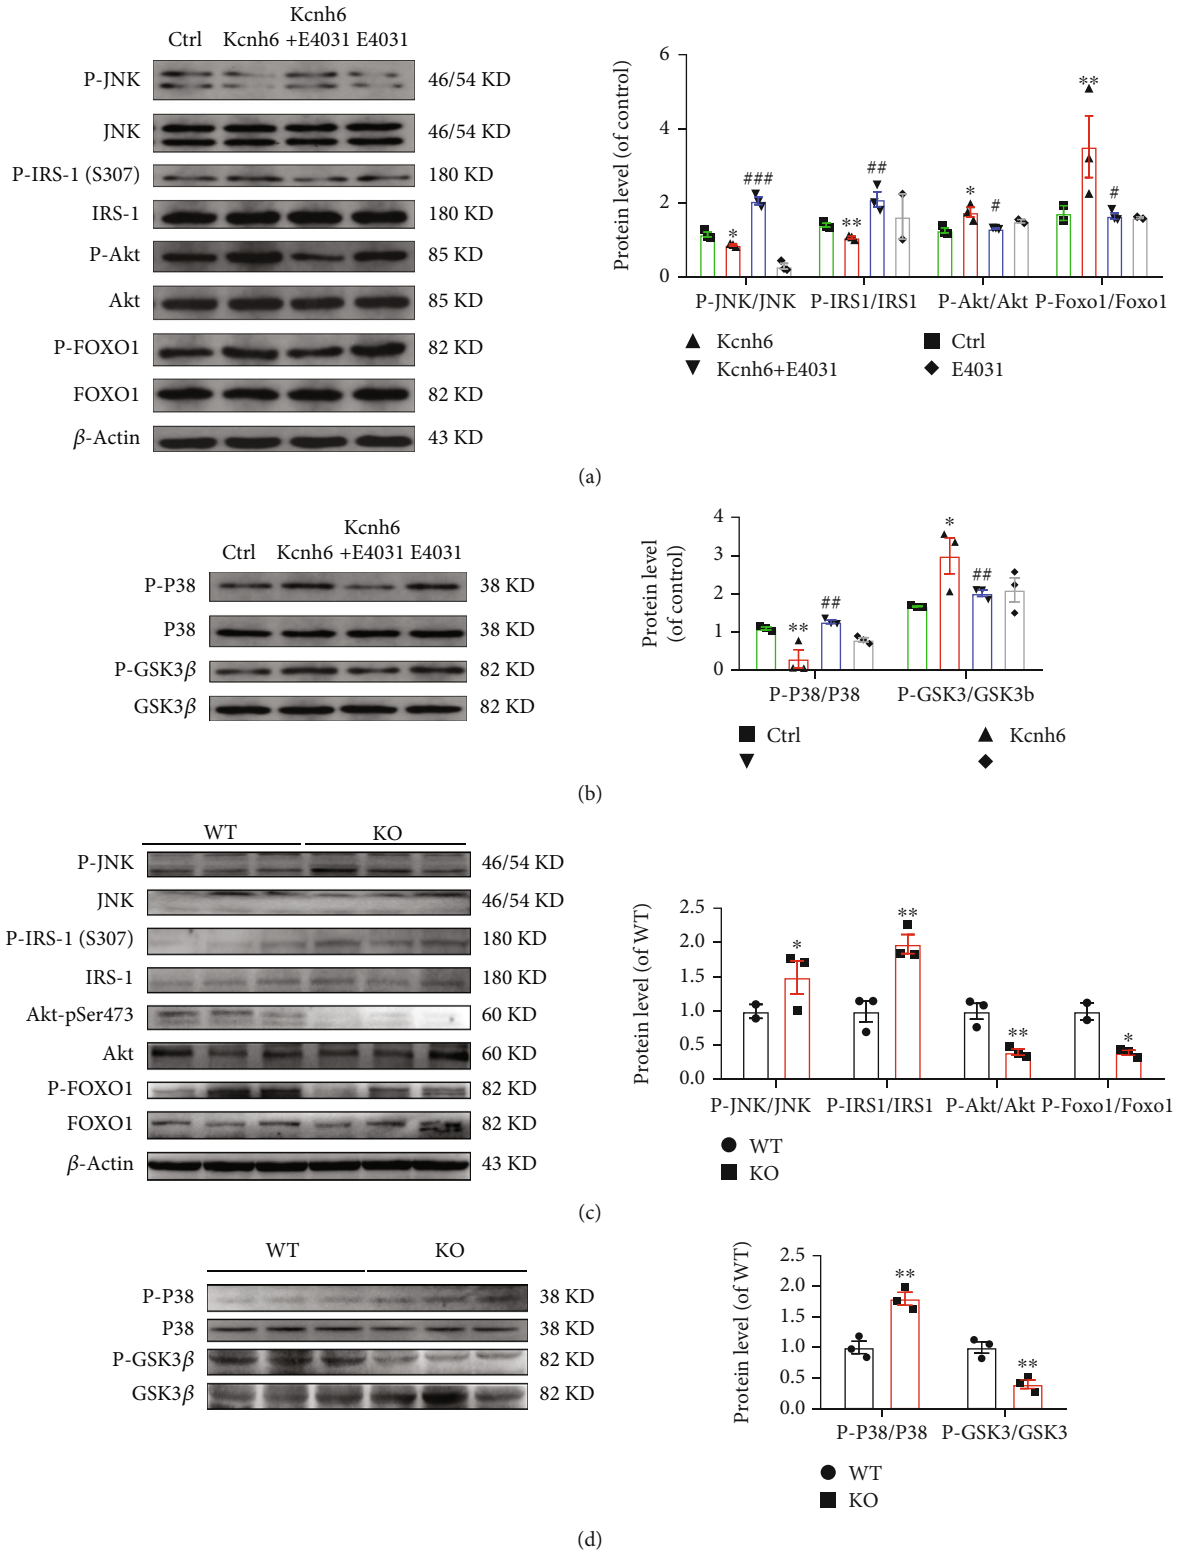 Kcnh6
Ctrl Kcnh6 +E4031 E4031
P-JNK 46/54 KD
JNK 46/54 KD
P-IRS-1 (S307) 180 KD
IRS-1 180 KD
P-Akt 85 KD
Akt 85 KD
P-FOXO1 82 KD
FOXO1 82 KD
β-Actin 43 KD
Protein level (of control)
6
4
2
0
* ### ** ## * # ** #
P-JNK/JNK P-IRS1/IRS1 P-Akt/Akt P-Foxo1/Foxo1
Kcnh6 Ctrl
Kcnh6+E4031 E4031
(a)
Kcnh6
Ctrl Kcnh6 +E4031 E4031
P-P38 38 KD
P38 38 KD
P-GSK3β 82 KD
GSK3β 82 KD
Protein level
(of control)
4
3
2
1
0
** ## * ##
P-P38/P38 P-GSK3/GSK3b
Ctrl Kcnh6
(b)
WT KO
P-JNK 46/54 KD
JNK 46/54 KD
P-IRS-1 (S307) 180 KD
IRS-1 180 KD
Akt-pSer473 60 KD
Akt 60 KD
P-FOXO1 82 KD
FOXO1 82 KD
β-Actin 43 KD
Protein level (of WT)
2.5
2.0
1.5
1.0
0.5
0.0
* ** ** *
P-JNK/JNK P-IRS1/IRS1 P-Akt/Akt P-Foxo1/Foxo1
WT
KO
(c)
WT KO
P-P38 38 KD
P38 38 KD
P-GSK3β 82 KD
GSK3β 82 KD
Protein level (of WT)
2.5
2.0
1.5
1.0
0.5
0.0
** **
P-P38/P38 P-GSK3/GSK3
WT
KO
(d)